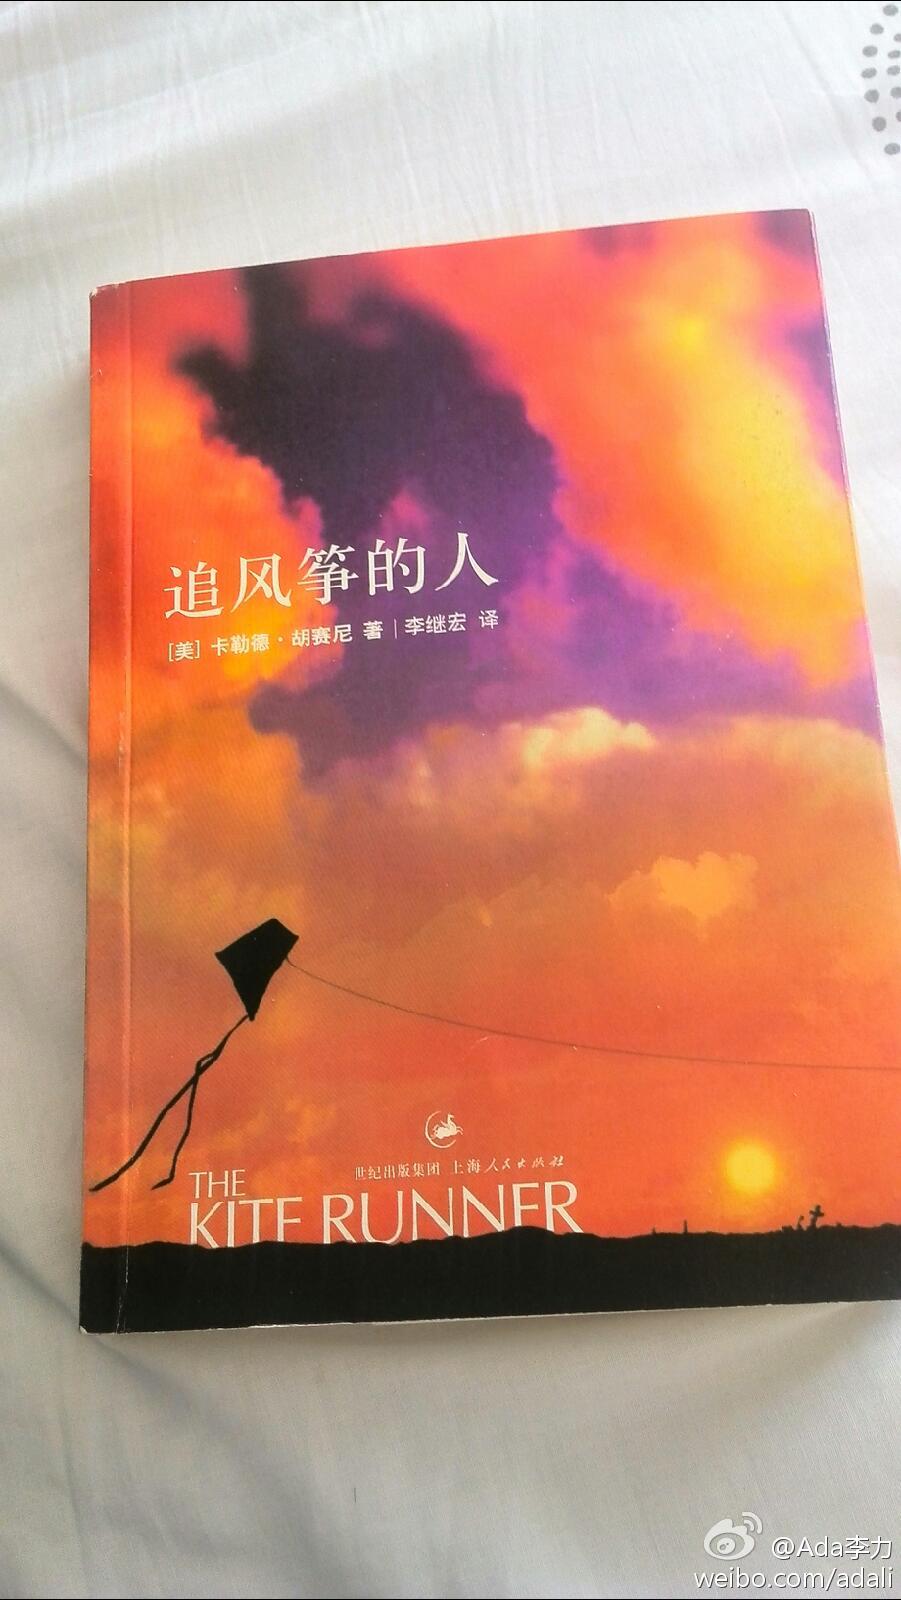 追风筝的人
[美] 卡勒德·胡赛尼 著 | 李继宏 译
世纪出版集团 上海人民出版社
THE
KITE RUNNER
@Ada李力
weibo.com/adali